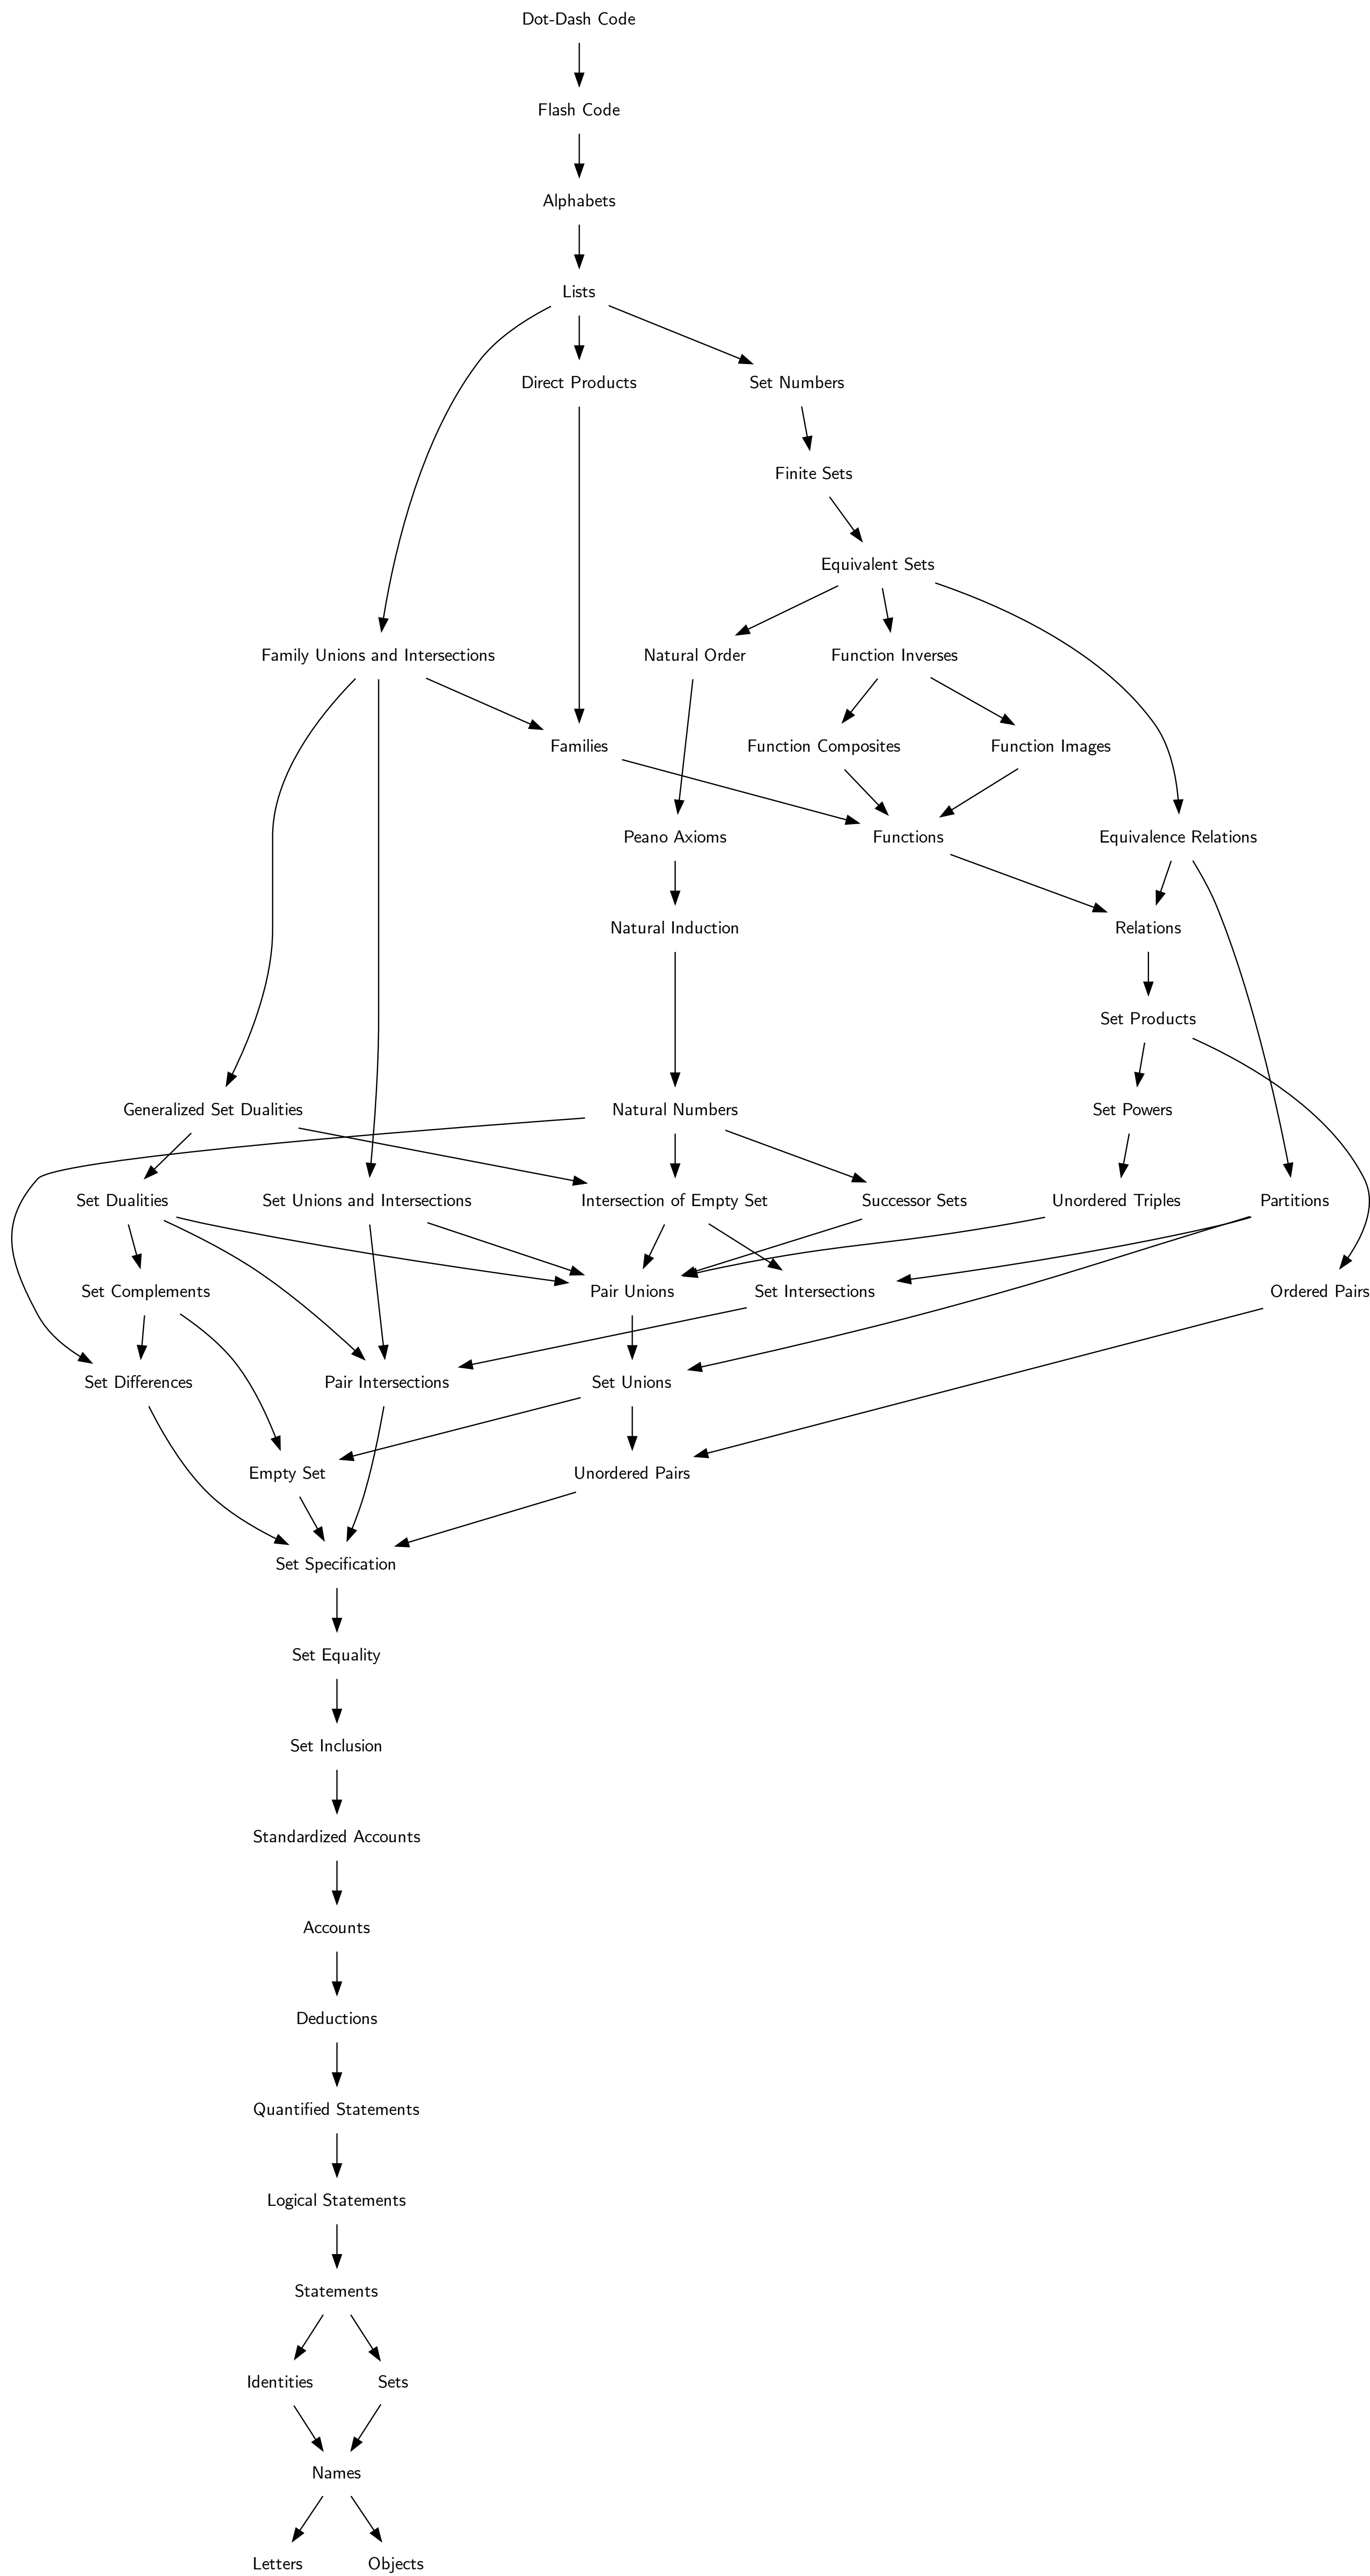 Dot-Dash Code
Flash Code
Alphabets
Lists
Direct Products
Set Numbers
Finite Sets
Equivalent Sets
Family Unions and Intersections
Natural Order
Function Inverses
Families
Function Composites
Function Images
Peano Axioms
Functions
Equivalence Relations
Natural Induction
Relations
Set Products
Generalized Set Dualities
Natural Numbers
Set Powers
Set Dualities
Set Unions and Intersections
Intersection of Empty Set
Successor Sets
Unordered Triples
Partitions
Set Complements
Pair Unions
Set Intersections
Ordered Pairs
Set Differences
Pair Intersections
Set Unions
Empty Set
Unordered Pairs
Set Specification
Set Equality
Set Inclusion
Standardized Accounts
Accounts
Deductions
Quantified Statements
Logical Statements
Statements
Identities
Sets
Names
Letters
Objects